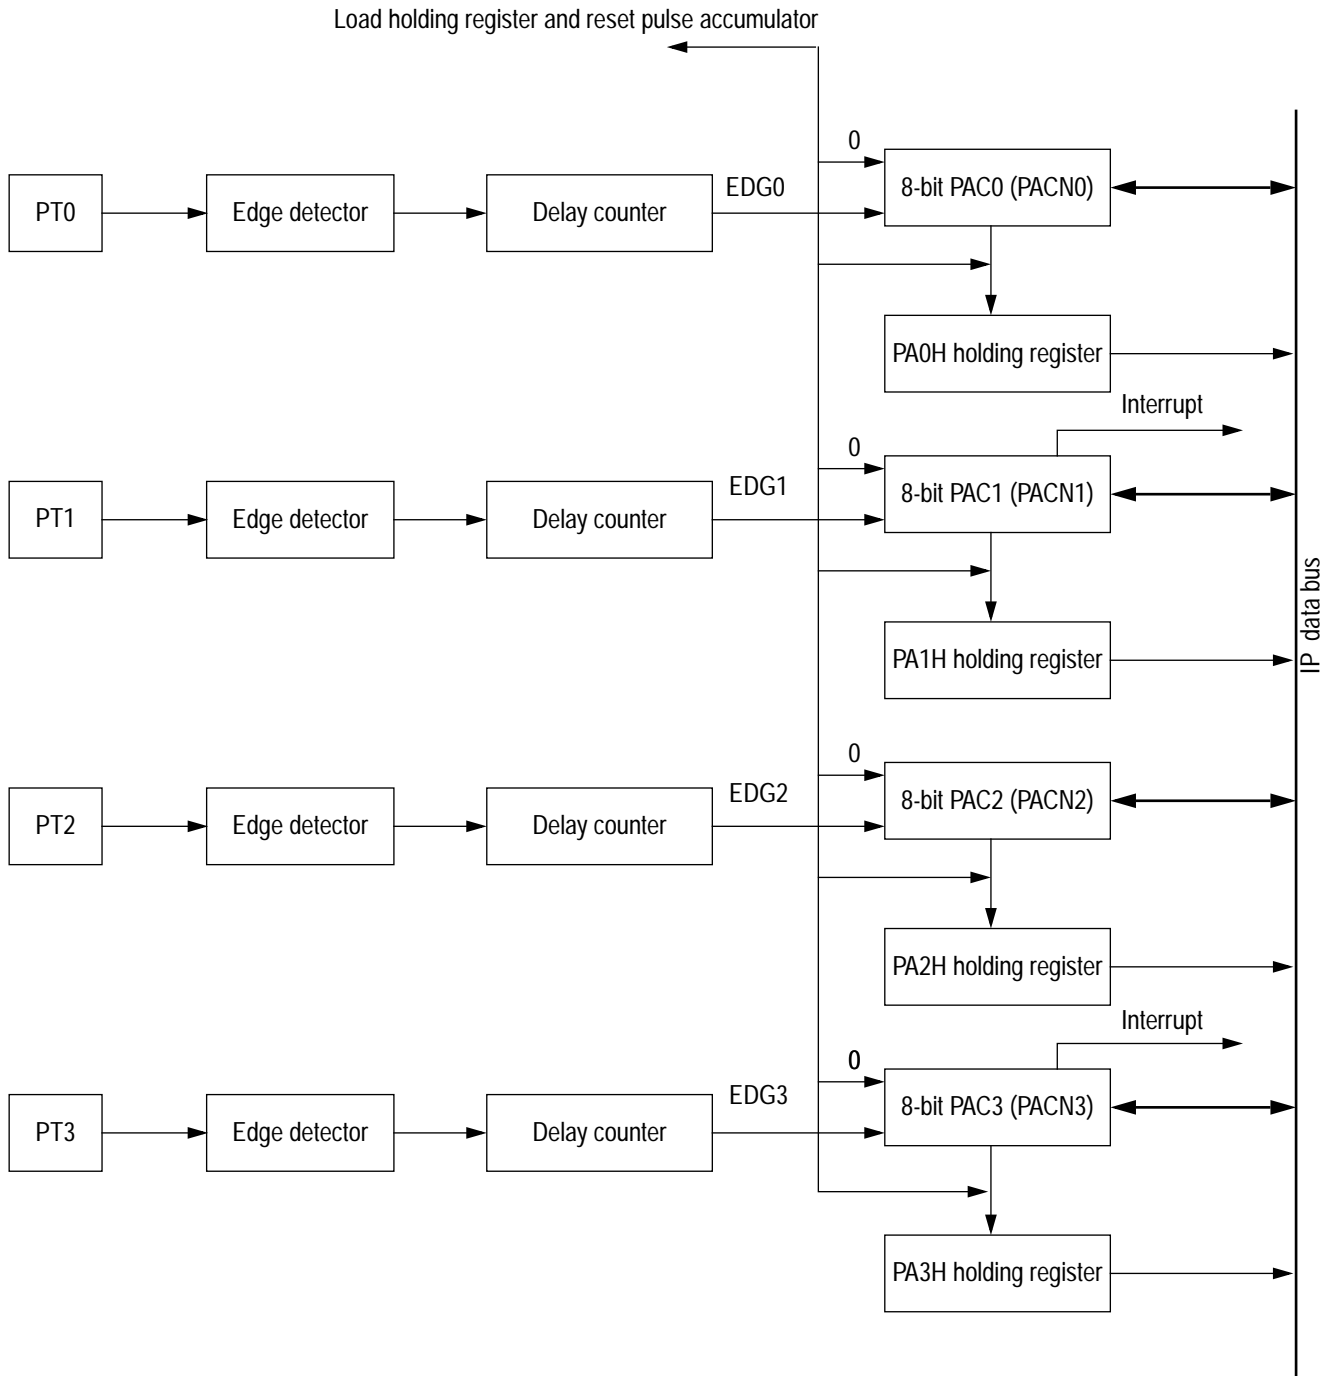 Load holding register and reset pulse accumulator
0
EDG0
PT0
Edge detector
Delay counter
8-bit PAC0 (PACN0)
PA0H holding register
Interrupt
0
EDG1
PT1
Edge detector
Delay counter
8-bit PAC1 (PACN1)
PA1H holding register
IP data bus
0
EDG2
PT2
Edge detector
Delay counter
8-bit PAC2 (PACN2)
PA2H holding register
Interrupt
0
EDG3
PT3
Edge detector
Delay counter
8-bit PAC3 (PACN3)
PA3H holding register